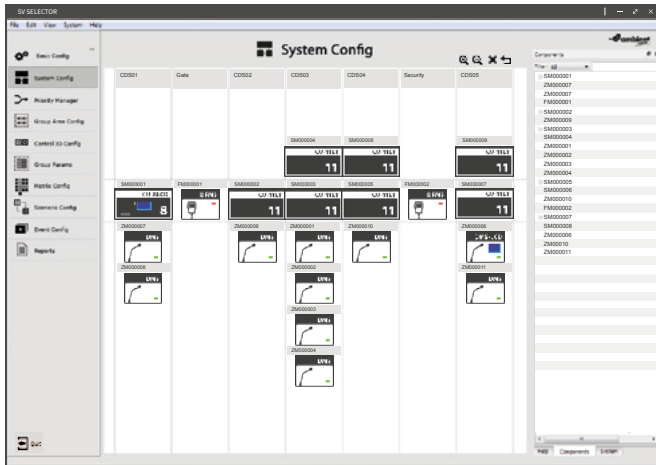 SV SELECTOR
File Edit View System Help
System Config
Basic Config
System Config
Priority Manager
Group Area Config
Control IO Config
Group Params
Matrix Config
Scenario Config
Event Config
Reports
Quit
CDS01 Gate CDS02 CDS03 CDS04 Security CDS05
SM000004 SM000006 SM000008
11 11 11
SM000001 FM000001 SM000002 SM000003 SM000005 FM000002 SM000007
8 11 11 11 11
ZM000007 ZM000009 ZM000001 ZM000010 ZM000006
ZM000008 ZM000002 ZM000011
ZM000003
ZM000004
ambient
Components
Filter: All
SM000001
ZM000007
ZM000007
FM000001
SM000002
ZM000009
SM000003
SM000004
ZM000001
ZM000002
ZM000003
ZM000004
SM000005
SM000006
ZM000010
FM000002
SM000007
SM000008
ZM000006
ZM00010
ZM000011
Help Components System